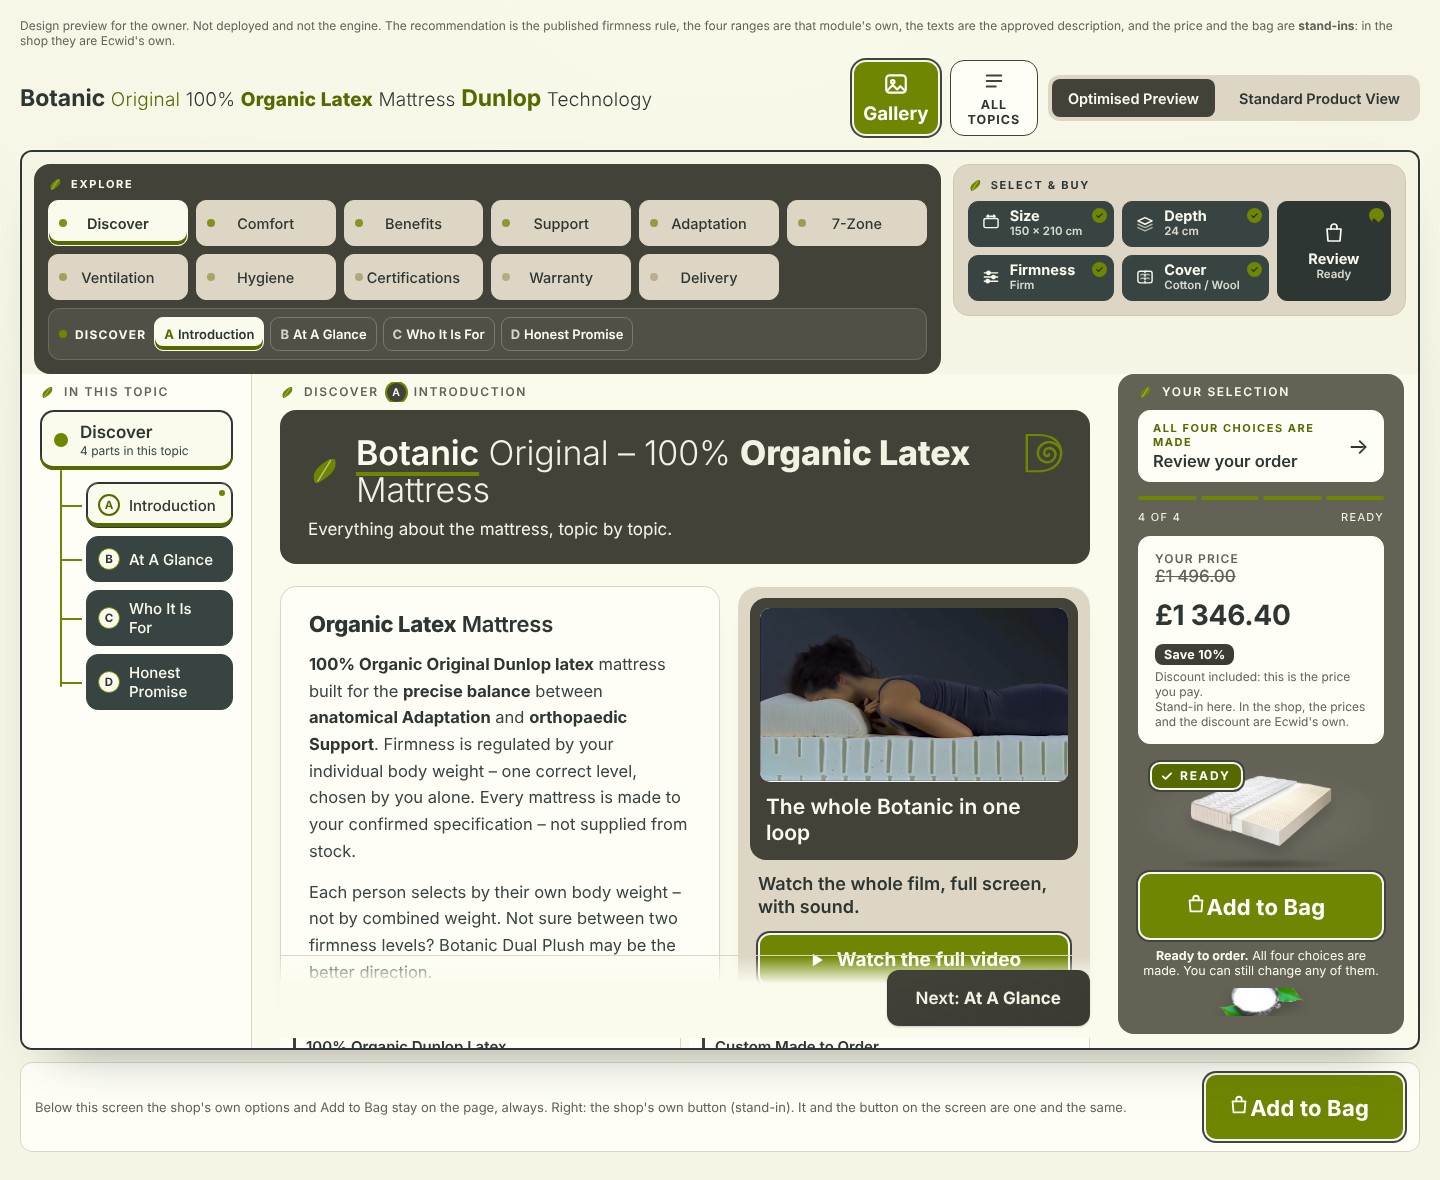 Design preview for the owner. Not deployed and not the engine. The recommendation is the published firmness rule, the four ranges are that module's own, the texts are the approved description, and the price and the bag are stand-ins: in the
shop they are Ecwid's own.
Botanic Original 100% Organic Latex Mattress Dunlop Technology
Gallery
ALL
TOPICS
Optimised Preview
Standard Product View
EXPLORE
Discover
Comfort
Benefits
Support
Adaptation
7-Zone
Ventilation
Hygiene
Certifications
Warranty
Delivery
DISCOVER
A Introduction
B At A Glance
C Who It Is For
D Honest Promise
SELECT & BUY
Size
150 × 210 cm
Depth
24 cm
Firmness
Firm
Cover
Cotton / Wool
Review
Ready
IN THIS TOPIC
Discover
4 parts in this topic
A Introduction
B At A Glance
C Who It Is
For
D Honest
Promise
DISCOVER A INTRODUCTION
Botanic Original – 100% Organic Latex
Mattress
Everything about the mattress, topic by topic.
Organic Latex Mattress
100% Organic Original Dunlop latex mattress
built for the precise balance between
anatomical Adaptation and orthopaedic
Support. Firmness is regulated by your
individual body weight – one correct level,
chosen by you alone. Every mattress is made to
your confirmed specification – not supplied from
stock.
Each person selects by their own body weight –
not by combined weight. Not sure between two
firmness levels? Botanic Dual Plush may be the
better direction.
The whole Botanic in one
loop
Watch the whole film, full screen,
with sound.
Watch the full video
Next: At A Glance
100% Organic Dunlop Latex
Custom Made to Order
YOUR SELECTION
ALL FOUR CHOICES ARE
MADE
Review your order
4 OF 4
READY
YOUR PRICE
£1 496.00
£1 346.40
Save 10%
Discount included: this is the price
you pay.
Stand-in here. In the shop, the prices
and the discount are Ecwid's own.
READY
Add to Bag
Ready to order. All four choices are
made. You can still change any of them.
Below this screen the shop's own options and Add to Bag stay on the page, always. Right: the shop's own button (stand-in). It and the button on the screen are one and the same.
Add to Bag